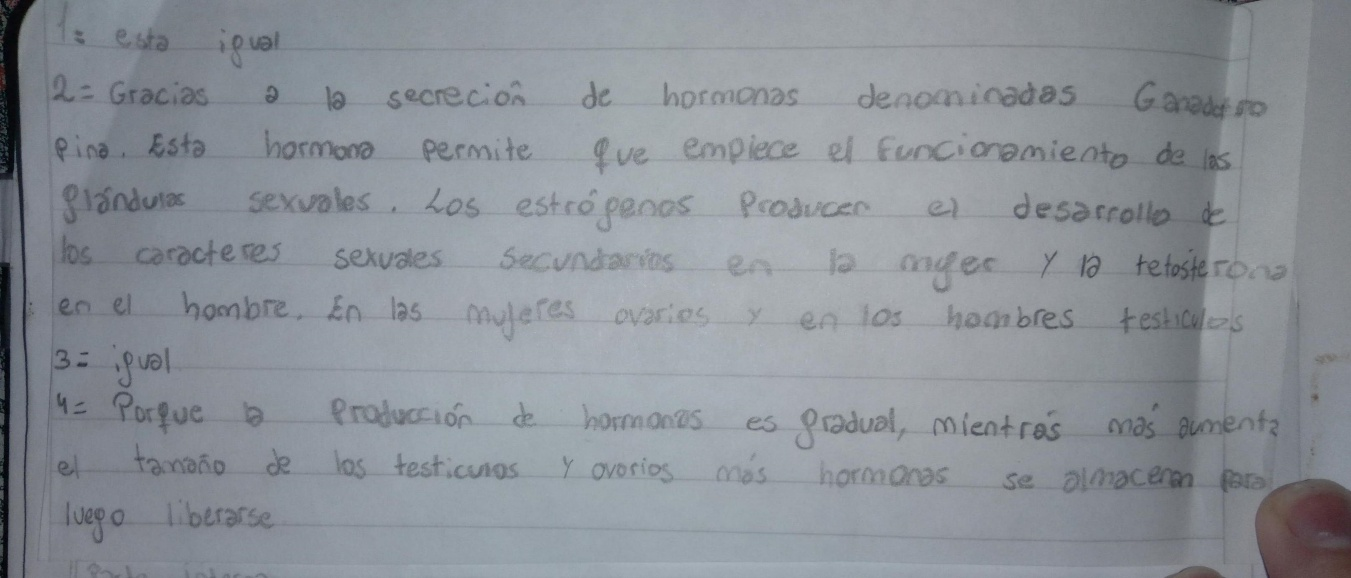 1= esta igual
2= Gracias a la secreción de hormonas denominadas
pina. Esta hormona permite que empiece el funcionamiento de las
glándulas sexuales. Los estrógenos producen el desarrollo de
los caracteres sexuales secundarios en la mujer y la tetosterona
en el hombre. En las mujeres ovarios y en los hombres testiculos
3= igual
4= Porque la producción de hormonas es gradual, mientras más aumenta
el tamaño de los testiculos y ovarios más hormonas se almacenan para
luego liberarse